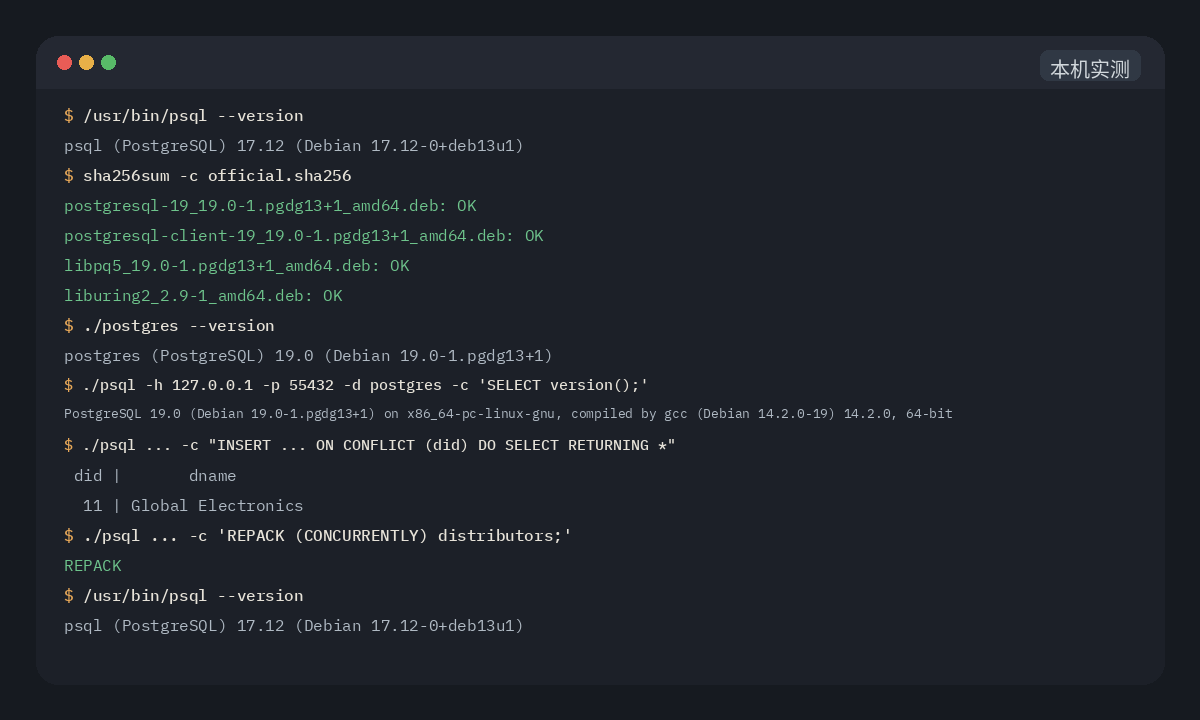 本机实测
$ /usr/bin/psql --version
psql (PostgreSQL) 17.12 (Debian 17.12-0+deb13u1)
$ sha256sum -c official.sha256
postgresql-19_19.0-1.pgdg13+1_amd64.deb: OK
postgresql-client-19_19.0-1.pgdg13+1_amd64.deb: OK
libpq5_19.0-1.pgdg13+1_amd64.deb: OK
liburing2_2.9-1_amd64.deb: OK
$ ./postgres --version
postgres (PostgreSQL) 19.0 (Debian 19.0-1.pgdg13+1)
$ ./psql -h 127.0.0.1 -p 55432 -d postgres -c 'SELECT version();'
PostgreSQL 19.0 (Debian 19.0-1.pgdg13+1) on x86_64-pc-linux-gnu, compiled by gcc (Debian 14.2.0-19) 14.2.0, 64-bit
$ ./psql ... -c "INSERT ... ON CONFLICT (did) DO SELECT RETURNING *"
 did |       dname
  11 | Global Electronics
$ ./psql ... -c 'REPACK (CONCURRENTLY) distributors;'
REPACK
$ /usr/bin/psql --version
psql (PostgreSQL) 17.12 (Debian 17.12-0+deb13u1)